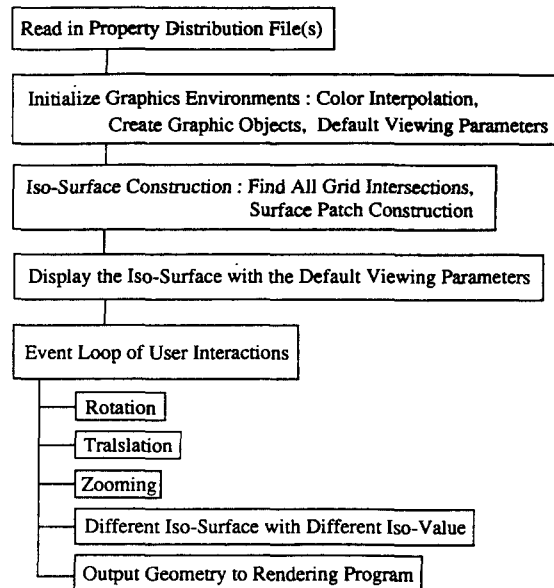 Read in Property Distribution File(s)
Initialize Graphics Environments : Color Interpolation,
Create Graphic Objects, Default Viewing Parameters
Iso-Surface Construction : Find All Grid Intersections,
Surface Patch Construction
Display the Iso-Surface with the Default Viewing Parameters
Event Loop of User Interactions
Rotation
Tralslation
Zooming
Different Iso-Surface with Different Iso-Value
Output Geometry to Rendering Program